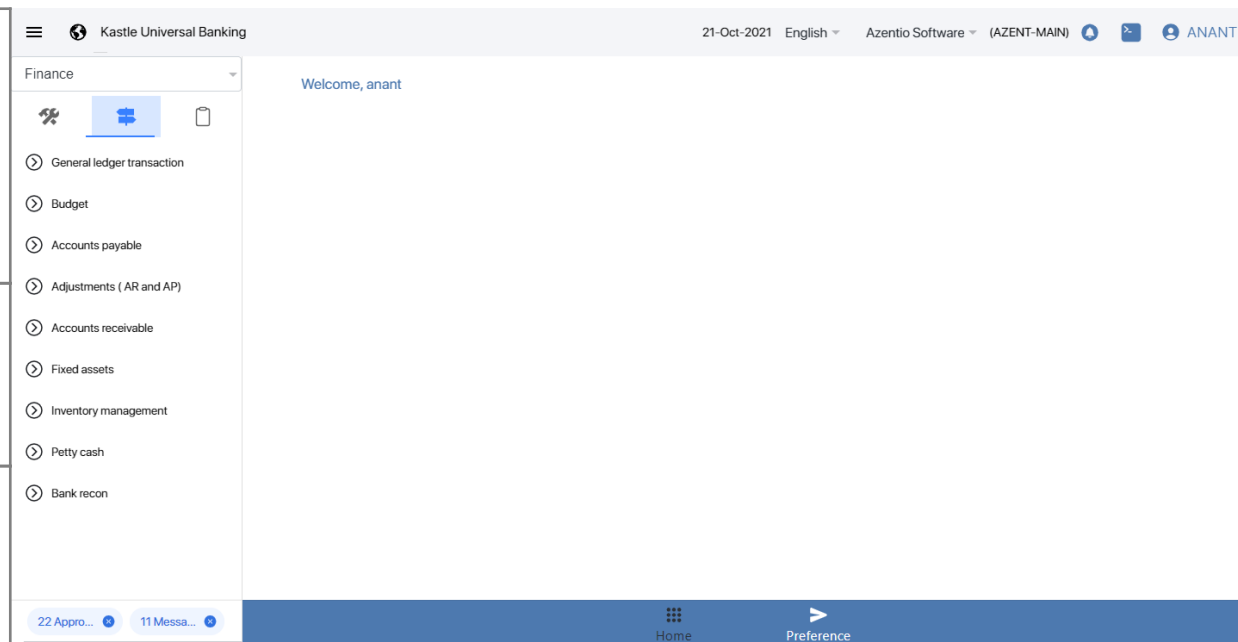 Kastle Universal Banking 21-Oct-2021 English Azentio Software (AZENT-MAIN) ANANT
Finance
Welcome, anant
General ledger transaction
Budget
Accounts payable
Adjustments ( AR and AP)
Accounts receivable
Fixed assets
Inventory management
Petty cash
Bank recon
22 Appro... 11 Messa...
Home Preference